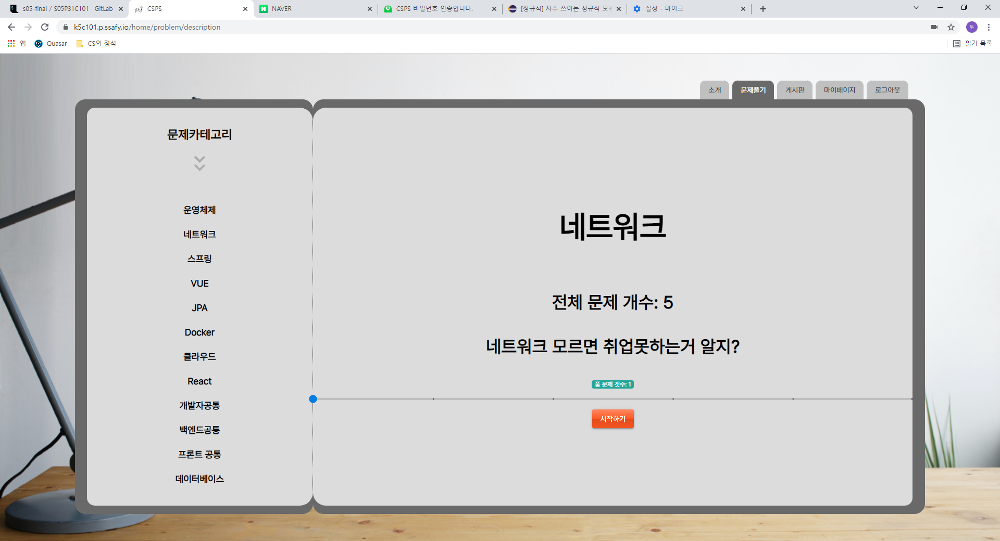 s05-final / S05P31C101 · GitLab
CSPS
NAVER
CSPS 비밀번호 인증입니다.
[정규식] 자주 쓰이는 정규식 모음
설정 - 마이크
k5c101.p.ssafy.io/home/problem/description
두
앱
Quasar
CS의 정석
읽기 목록
소개
문제풀기
게시판
마이페이지
로그아웃
문제카테고리
운영체제
네트워크
스프링
VUE
JPA
Docker
클라우드
React
개발자공통
백엔드공통
프론트 공통
데이터베이스
네트워크
전체 문제 개수: 5
네트워크 모르면 취업못하는거 알지?
풀 문제 갯수: 1
시작하기